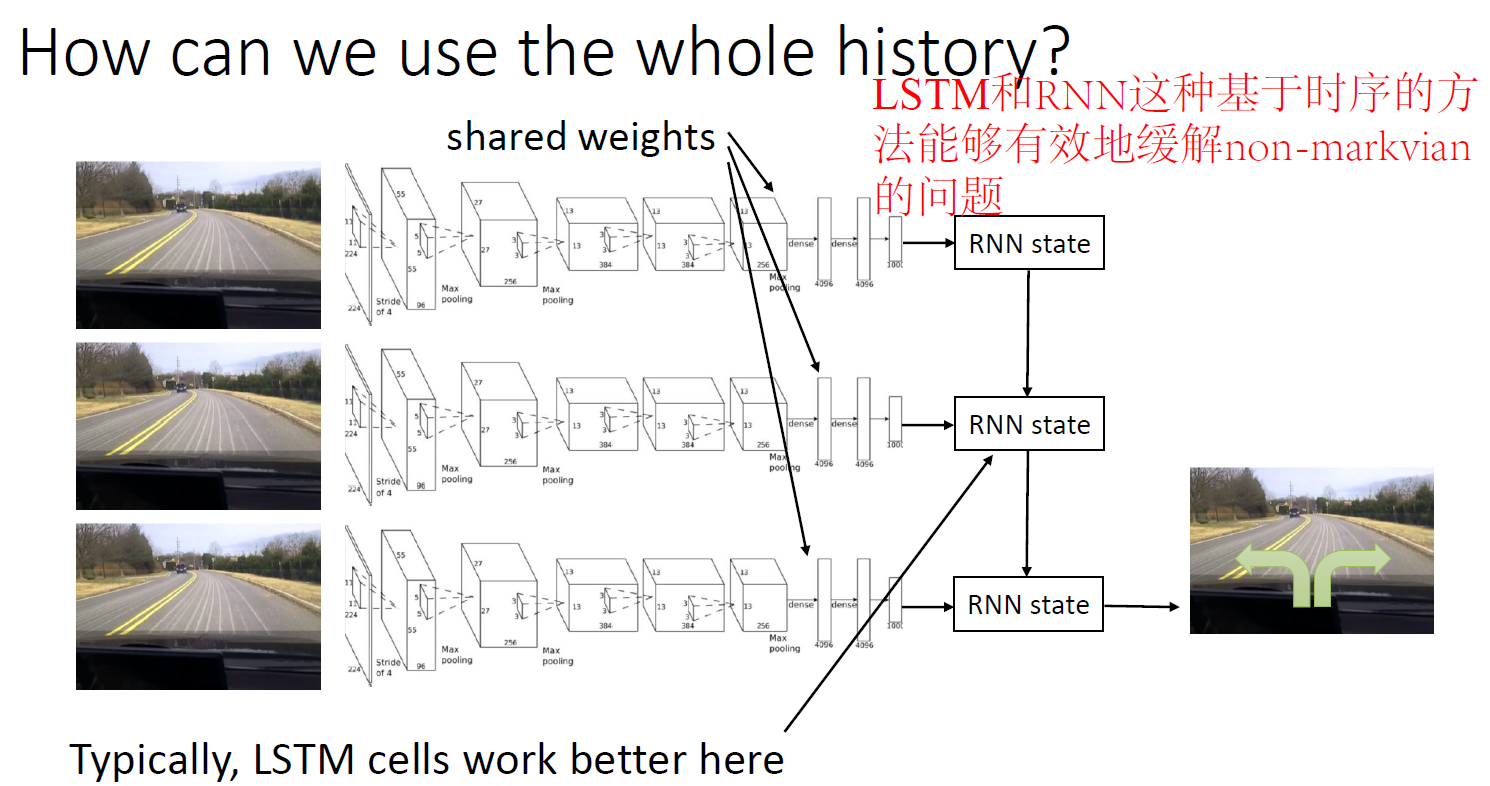 How can we use the whole history?
LSTM和RNN这种基于时序的方
法能够有效地缓解non-markvian
的问题
shared weights
55
27
13
13
13
11
5
3
3
3
11
5
27
3
13
3
13
3
13
dense
dense
224
384
384
256
1000
55
256
Max
pooling
4096
4096
Stride
of 4
96
Max
pooling
Max
pooling
224
RNN state
55
27
13
13
13
11
5
3
3
3
11
5
27
3
13
3
13
3
13
dense
dense
224
384
384
256
1000
55
256
Max
pooling
4096
4096
Stride
of 4
96
Max
pooling
Max
pooling
224
RNN state
55
27
13
13
13
11
5
3
3
3
11
5
27
3
13
3
13
3
13
dense
dense
224
384
384
256
1000
55
256
Max
pooling
4096
4096
Stride
of 4
96
Max
pooling
Max
pooling
224
RNN state
Typically, LSTM cells work better here